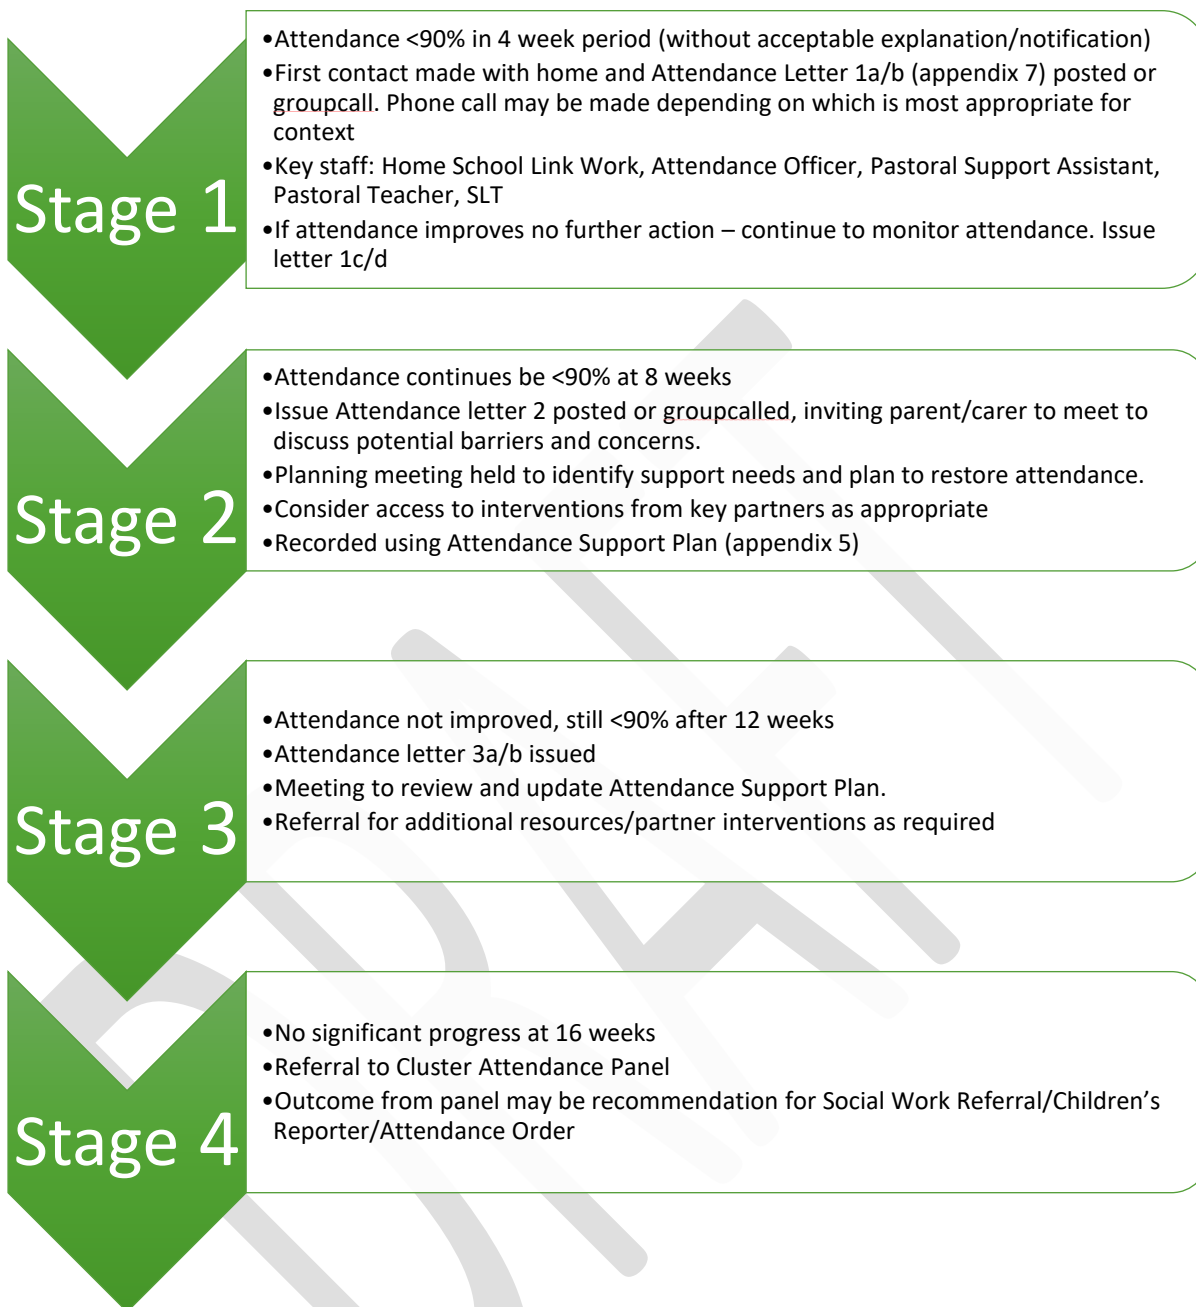 Stage 1
•Attendance <90% in 4 week period (without acceptable explanation/notification)
•First contact made with home and Attendance Letter 1a/b (appendix 7) posted or
groupcall. Phone call may be made depending on which is most appropriate for
context
•Key staff: Home School Link Work, Attendance Officer, Pastoral Support Assistant,
Pastoral Teacher, SLT
•If attendance improves no further action – continue to monitor attendance. Issue
letter 1c/d
Stage 2
•Attendance continues be <90% at 8 weeks
•Issue Attendance letter 2 posted or groupcalled, inviting parent/carer to meet to
discuss potential barriers and concerns.
•Planning meeting held to identify support needs and plan to restore attendance.
•Consider access to interventions from key partners as appropriate
•Recorded using Attendance Support Plan (appendix 5)
Stage 3
•Attendance not improved, still <90% after 12 weeks
•Attendance letter 3a/b issued
•Meeting to review and update Attendance Support Plan.
•Referral for additional resources/partner interventions as required
Stage 4
•No significant progress at 16 weeks
•Referral to Cluster Attendance Panel
•Outcome from panel may be recommendation for Social Work Referral/Children’s
Reporter/Attendance Order
DRAFT